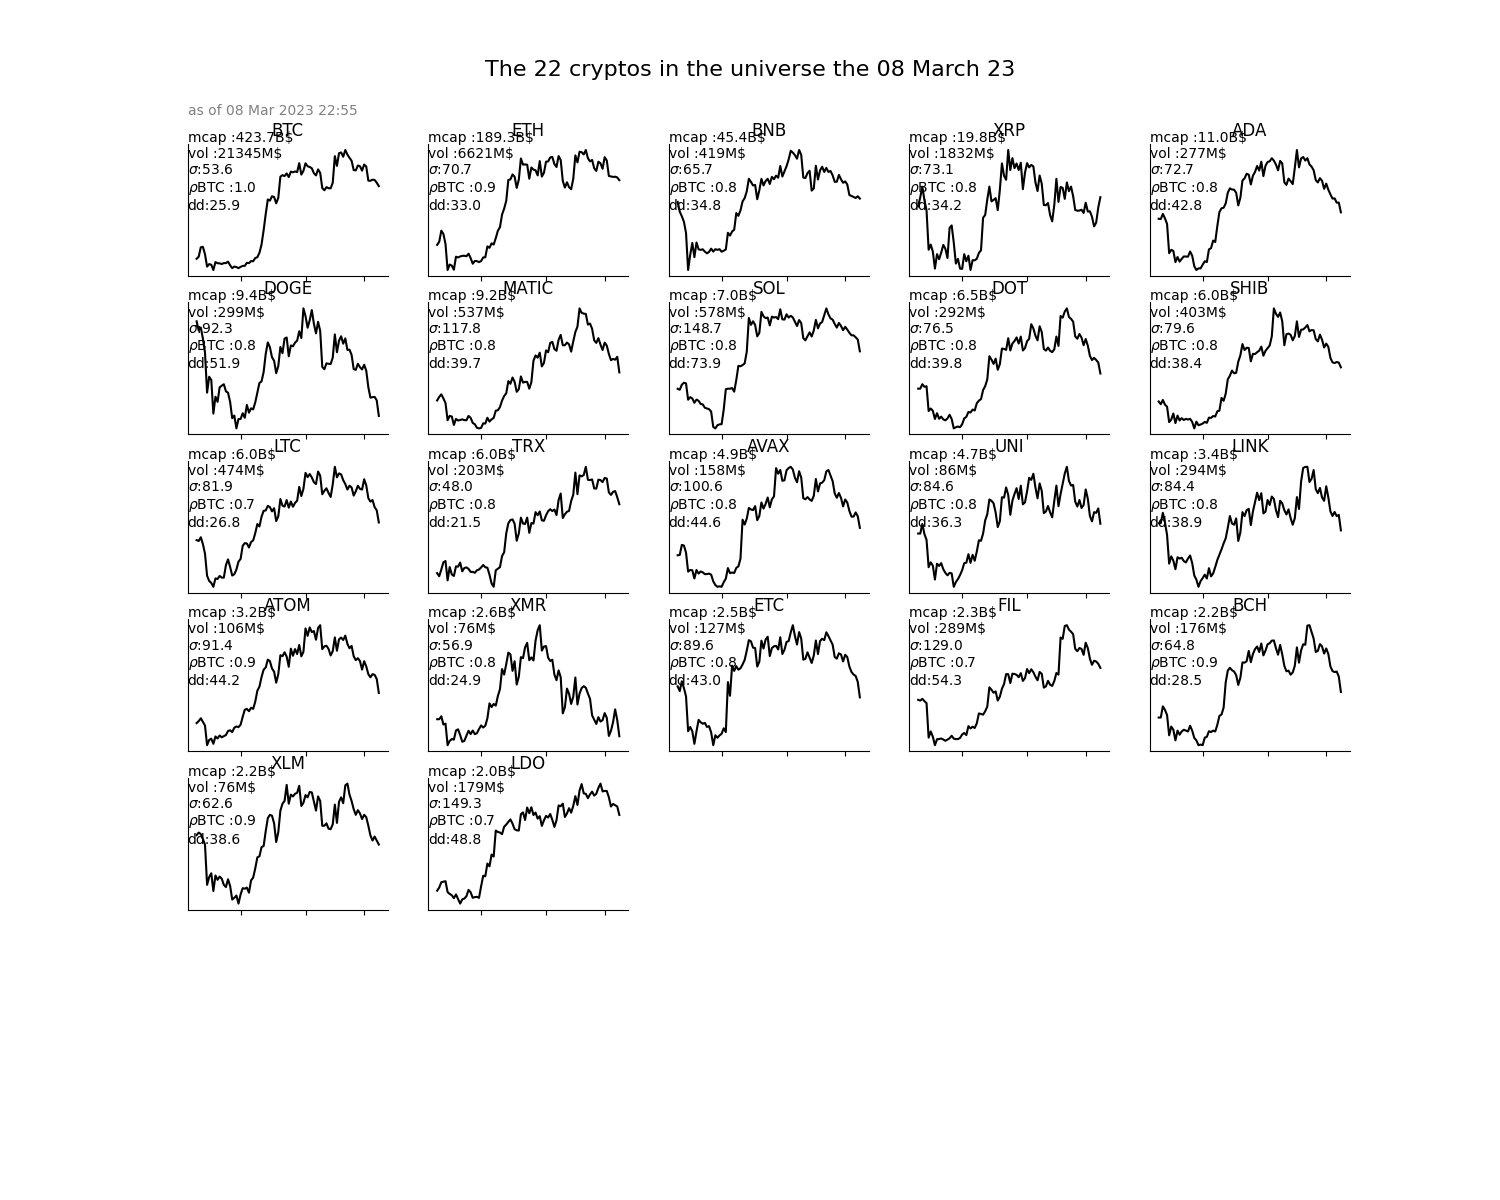 The 22 cryptos in the universe the 08 March 23
as of 08 Mar 2023 22:55
BTC
mcap :423.7B$
vol :21345M$
σ:53.6
ρBTC :1.0
dd:25.9
ETH
mcap :189.3B$
vol :6621M$
σ:70.7
ρBTC :0.9
dd:33.0
BNB
mcap :45.4B$
vol :419M$
σ:65.7
ρBTC :0.8
dd:34.8
XRP
mcap :19.8B$
vol :1832M$
σ:73.1
ρBTC :0.8
dd:34.2
ADA
mcap :11.0B$
vol :277M$
σ:72.7
ρBTC :0.8
dd:42.8
DOGE
mcap :9.4B$
vol :299M$
σ:92.3
ρBTC :0.8
dd:51.9
MATIC
mcap :9.2B$
vol :537M$
σ:117.8
ρBTC :0.8
dd:39.7
SOL
mcap :7.0B$
vol :578M$
σ:148.7
ρBTC :0.8
dd:73.9
DOT
mcap :6.5B$
vol :292M$
σ:76.5
ρBTC :0.8
dd:39.8
SHIB
mcap :6.0B$
vol :403M$
σ:79.6
ρBTC :0.8
dd:38.4
LTC
mcap :6.0B$
vol :474M$
σ:81.9
ρBTC :0.7
dd:26.8
TRX
mcap :6.0B$
vol :203M$
σ:48.0
ρBTC :0.8
dd:21.5
AVAX
mcap :4.9B$
vol :158M$
σ:100.6
ρBTC :0.8
dd:44.6
UNI
mcap :4.7B$
vol :86M$
σ:84.6
ρBTC :0.8
dd:36.3
LINK
mcap :3.4B$
vol :294M$
σ:84.4
ρBTC :0.8
dd:38.9
ATOM
mcap :3.2B$
vol :106M$
σ:91.4
ρBTC :0.9
dd:44.2
XMR
mcap :2.6B$
vol :76M$
σ:56.9
ρBTC :0.8
dd:24.9
ETC
mcap :2.5B$
vol :127M$
σ:89.6
ρBTC :0.8
dd:43.0
FIL
mcap :2.3B$
vol :289M$
σ:129.0
ρBTC :0.7
dd:54.3
BCH
mcap :2.2B$
vol :176M$
σ:64.8
ρBTC :0.9
dd:28.5
XLM
mcap :2.2B$
vol :76M$
σ:62.6
ρBTC :0.9
dd:38.6
LDO
mcap :2.0B$
vol :179M$
σ:149.3
ρBTC :0.7
dd:48.8